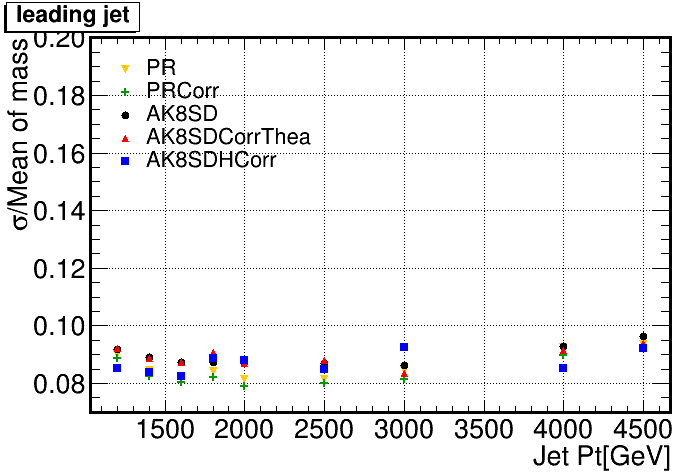 leading jet
σ/Mean of mass
0.20
0.18
0.16
0.14
0.12
0.10
0.08
PR
PRCorr
AK8SD
AK8SDCorrThea
AK8SDHCorr
1500 2000 2500 3000 3500 4000 4500
Jet Pt[GeV]